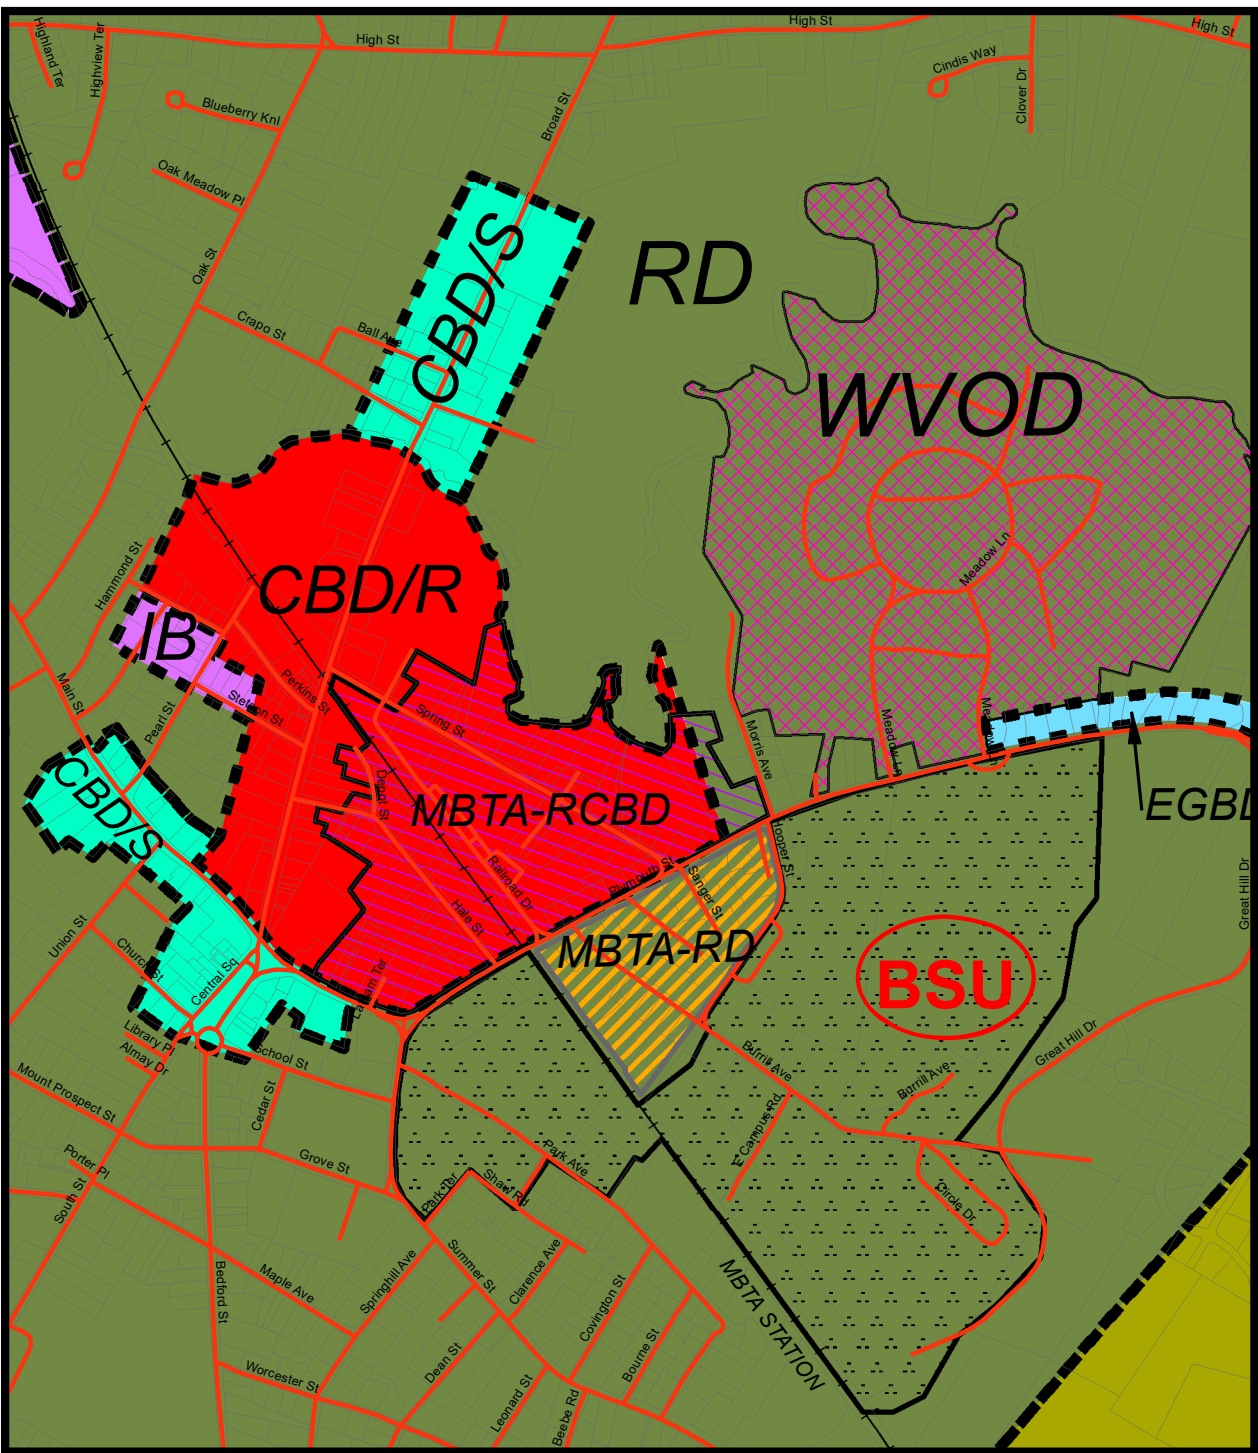 High St
High St
High St
Highland Ter
Highview Ter
Cindis Way
Clover Dr
Blueberry Knl
Broad St
Oak Meadow Pl
CBD/S
RD
Oak St
Crapo St
Ball Ave
WVOD
Hammond St
CBD/R
Meadow Ln
IB
Main St
Pearl St
Stetson St
Perkins St
Spring St
Morris Ave
Meadow Ln
Meadow Ln
CBD/S
Depot St
MBTA-RCBD
EGBD
Hooper St
Railroad Dr
Plymouth St
Sanger St
Great Hill Dr
Hale St
Union St
Church St
Central Sq
MBTA-RD
BSU
Library Pl
Almay Dr
School St
Great Hill Dr
Burrill Ave
Burrill Ave
Mount Prospect St
Cedar St
E Campus Rd
Grove St
Park Ave
Porter Pl
South St
Park Ter
Shaw Rd
Circle Dr
Bedford St
Maple Ave
Springhill Ave
Summer St
Clarence Ave
Covington St
MBTA STATION
Dean St
Bourne St
Worcester St
Leonard St
Beebe Rd